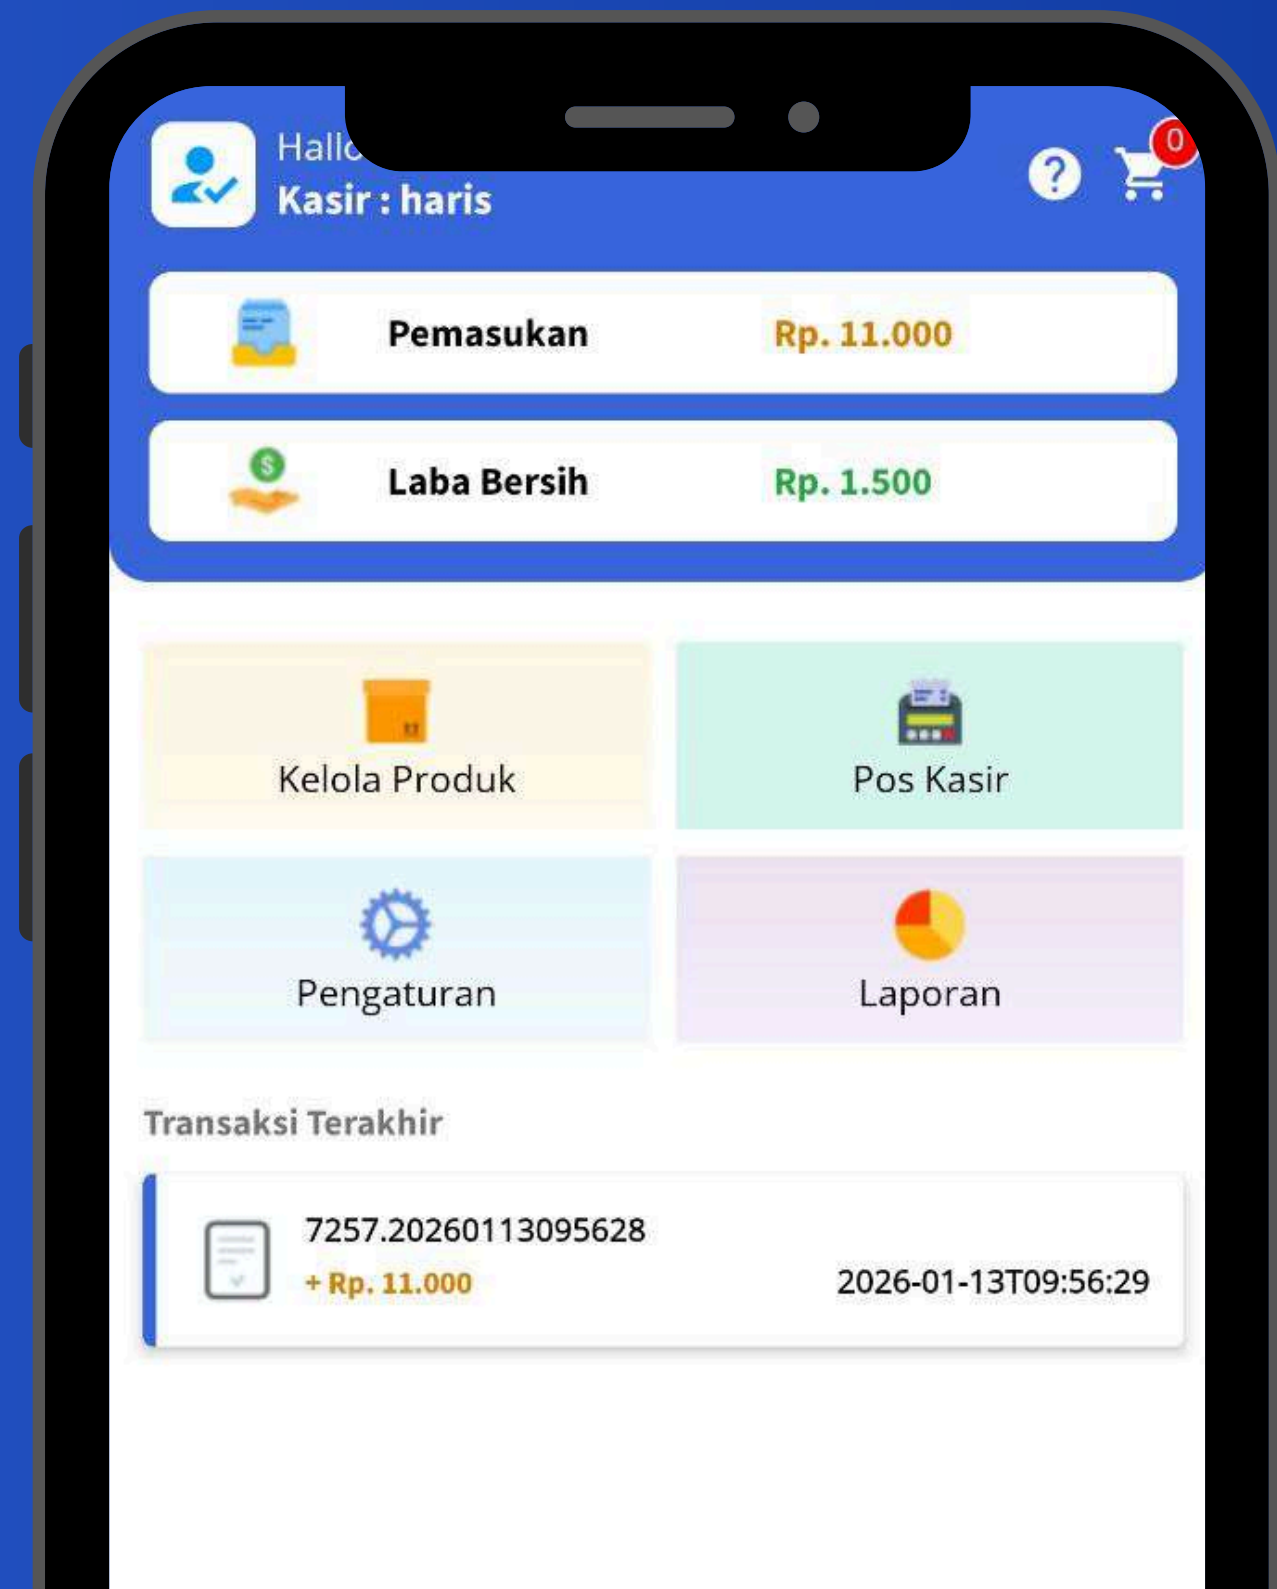 Kasir : haris
0
Pemasukan
Rp. 11.000
Laba Bersih
Rp. 1.500
Kelola Produk
Pos Kasir
Pengaturan
Laporan
Transaksi Terakhir
7257.20260113095628
+ Rp. 11.000
2026-01-13T09:56:29